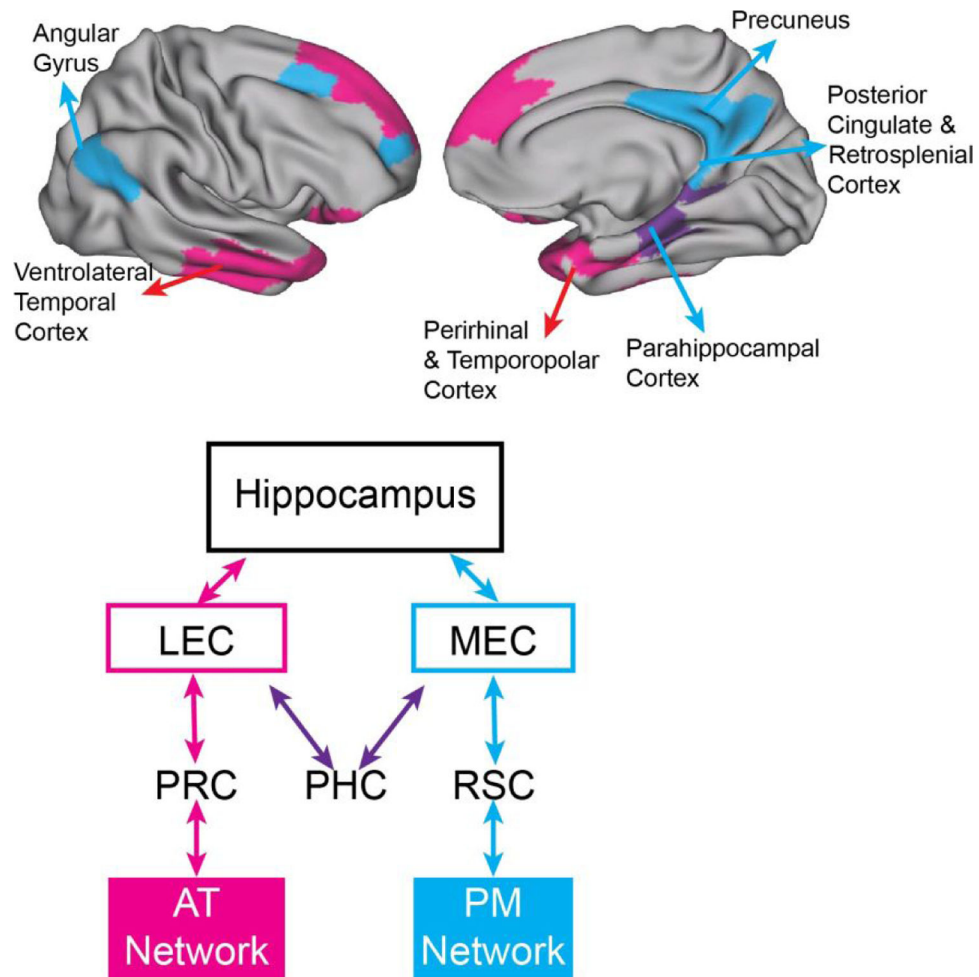 Angular
Gyrus
Precuneus
Posterior
Cingulate &
Retrosplenial
Cortex
Ventrolateral
Temporal
Cortex
Perirhinal
& Temporopolar
Cortex
Parahippocampal
Cortex
Hippocampus
LEC
MEC
PRC
PHC
RSC
AT
Network
PM
Network